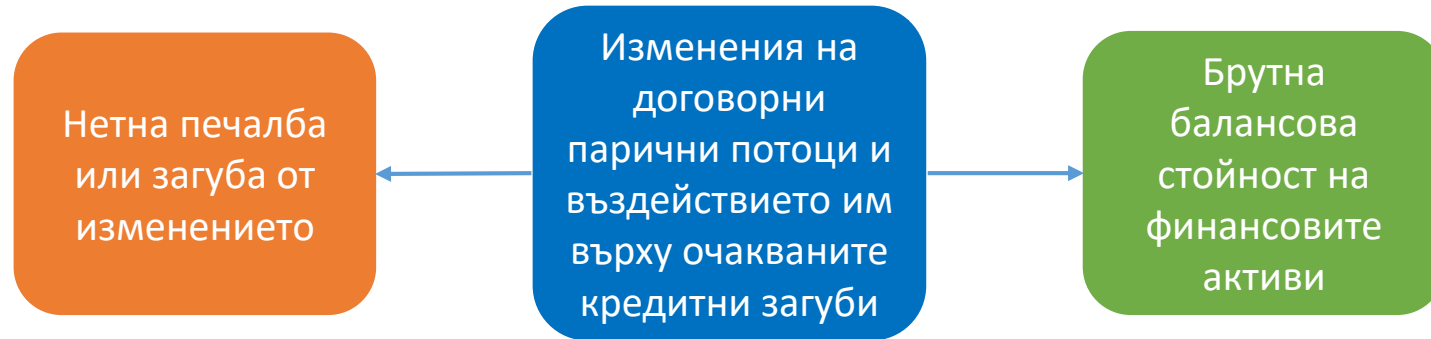 Нетна печалба
или загуба от
изменението
Изменения на
договорни
парични потоци и
въздействието им
върху очакваните
кредитни загуби
Брутна
балансова
стойност на
финансовите
активи